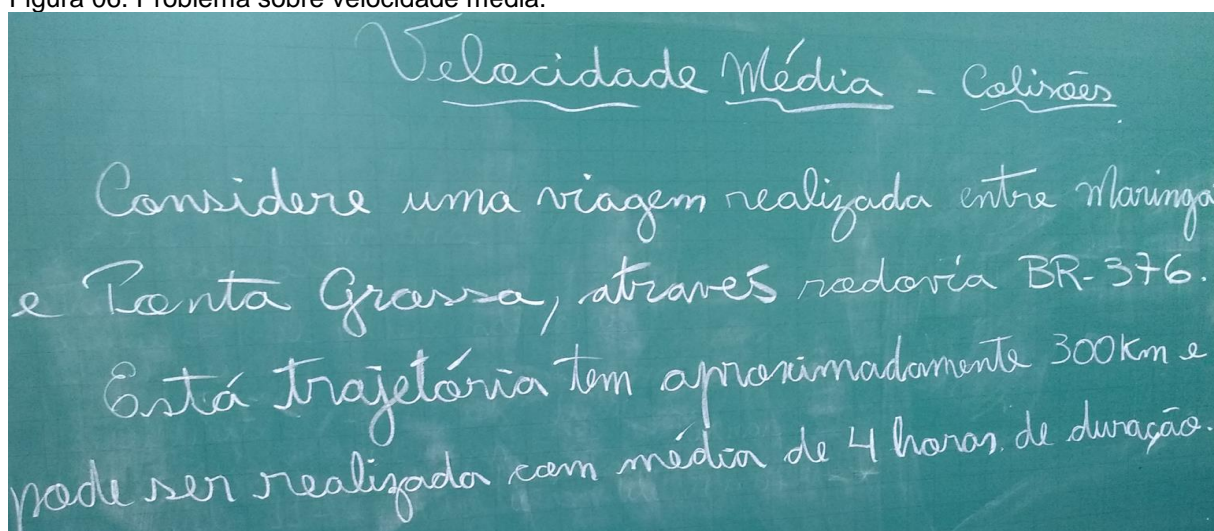 Figura 06: Problema sobre velocidade média.
Velocidade Média - Colisões
Considere uma viagem realizada entre Maringá
e Ponta Grossa, através rodovia BR-376.
Está trajetória tem aproximadamente 300Km e
pode ser realizada com média de 4 horas de duração.